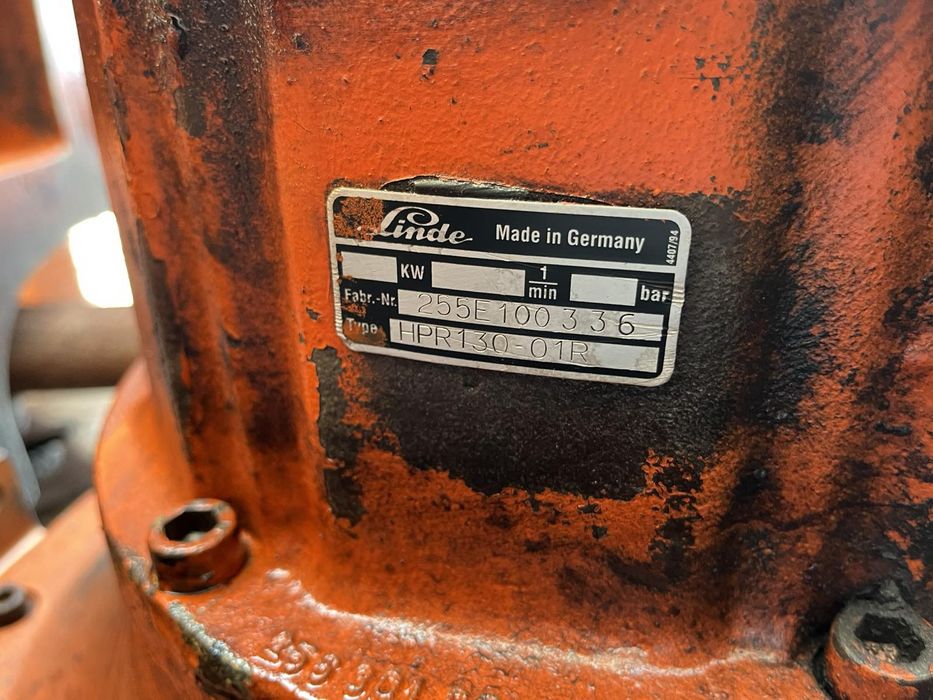 Linde Made in Germany
4407/94
KW 1/min bar
Fabr.-Nr. 255E100336
Type HPR130-01R